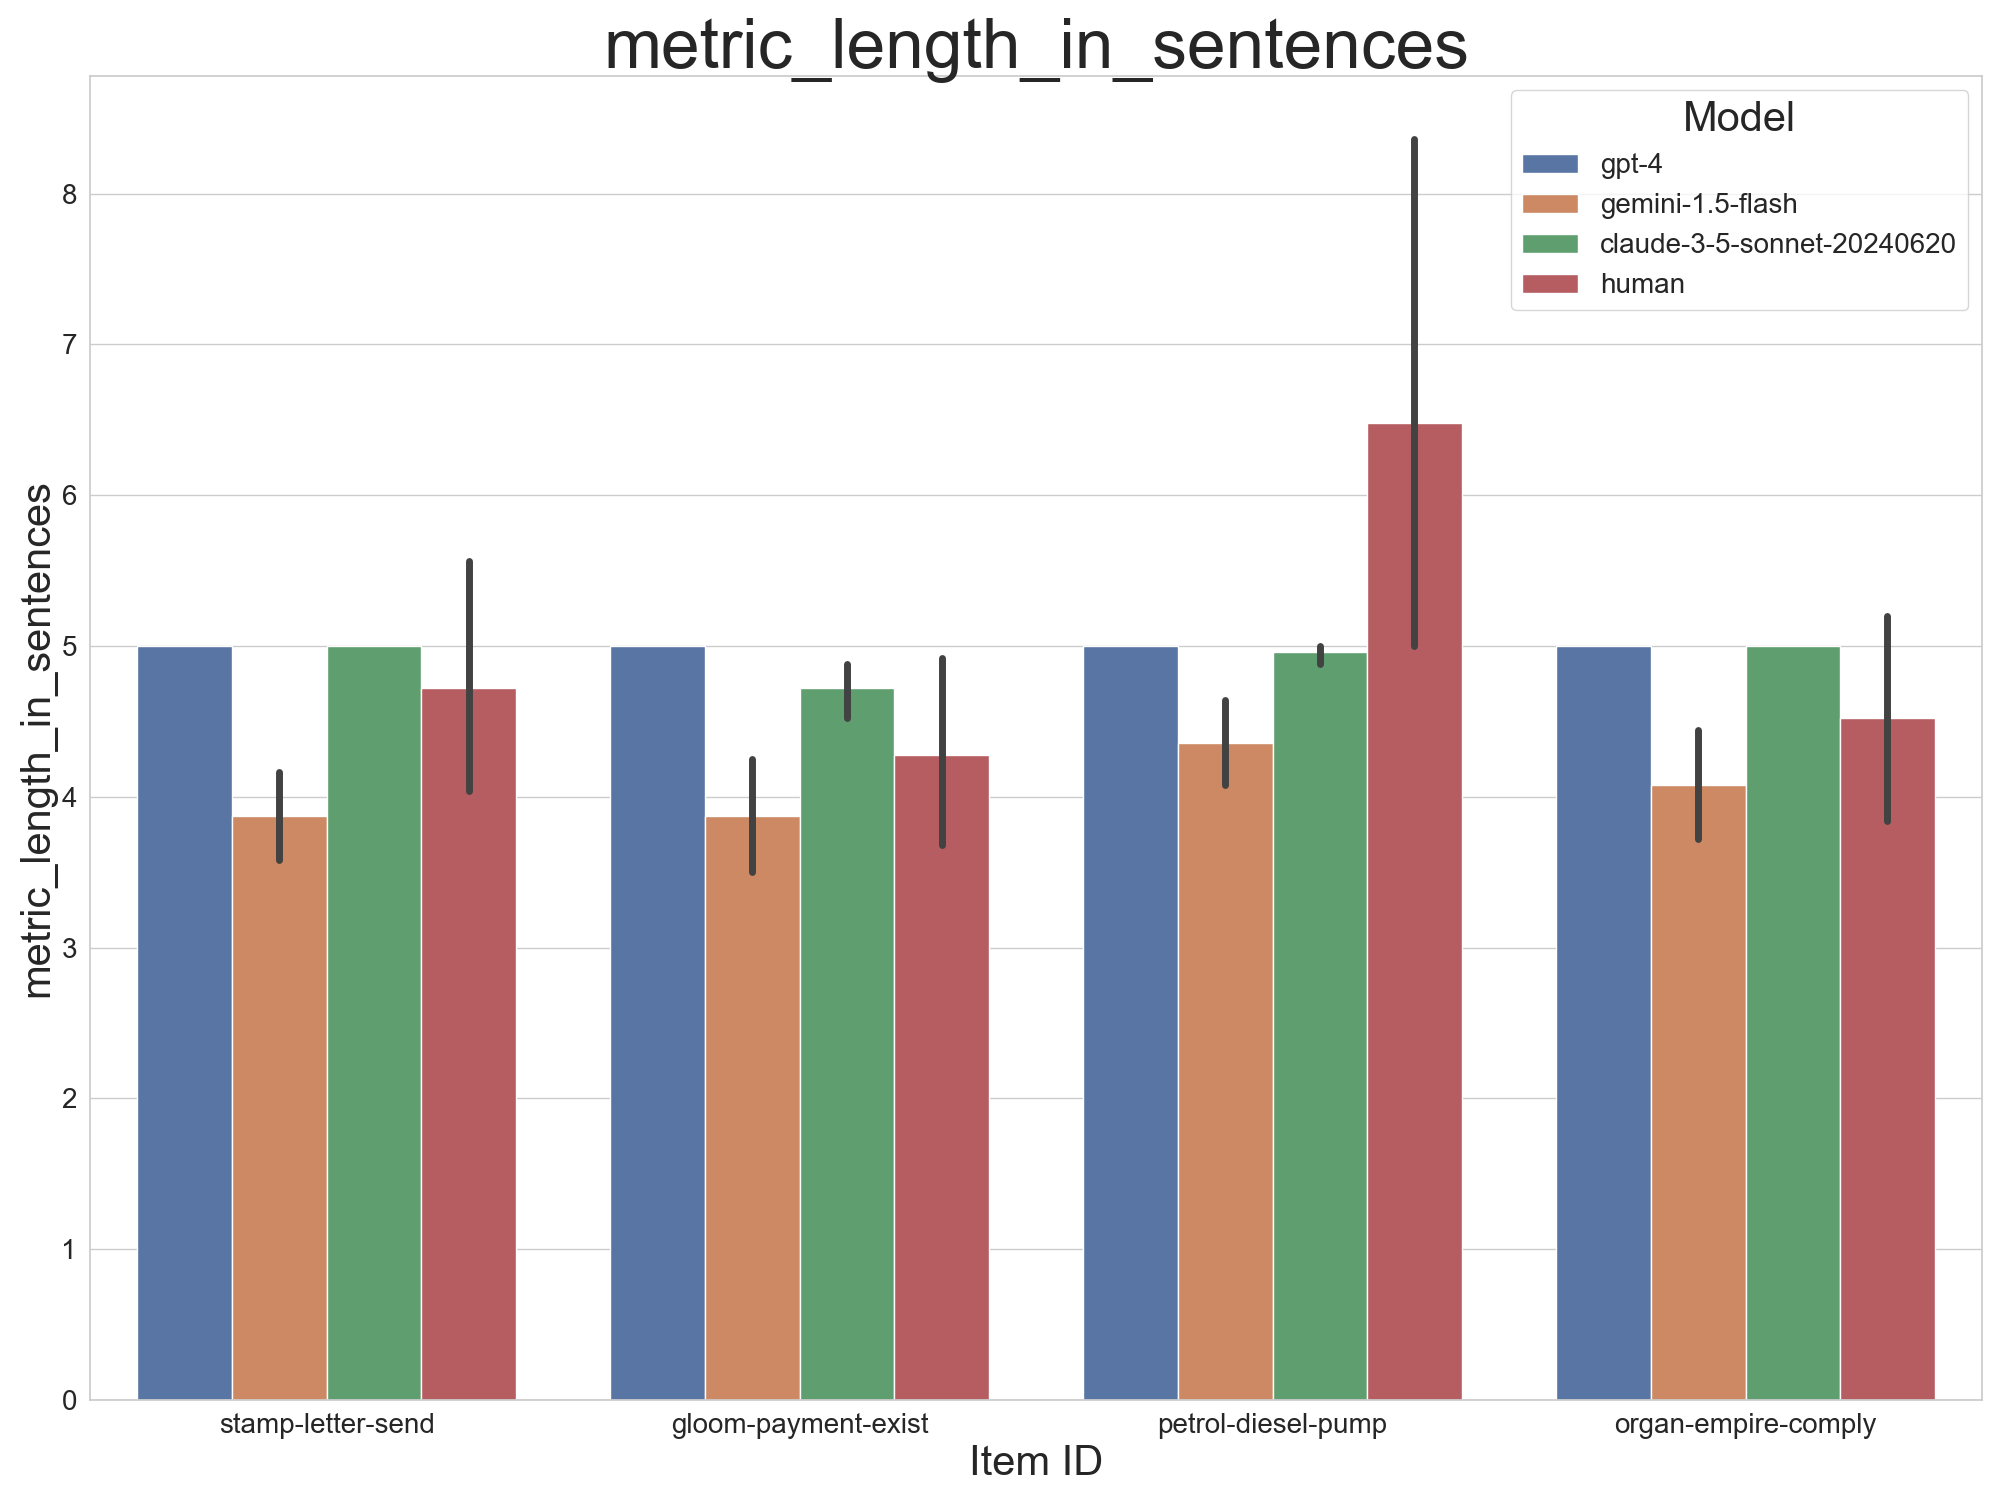 metric_length_in_sentences
Model
gpt-4
gemini-1.5-flash
claude-3-5-sonnet-20240620
human
metric_length_in_sentences
8
7
6
5
4
3
2
1
0
stamp-letter-send
gloom-payment-exist
petrol-diesel-pump
organ-empire-comply
Item ID